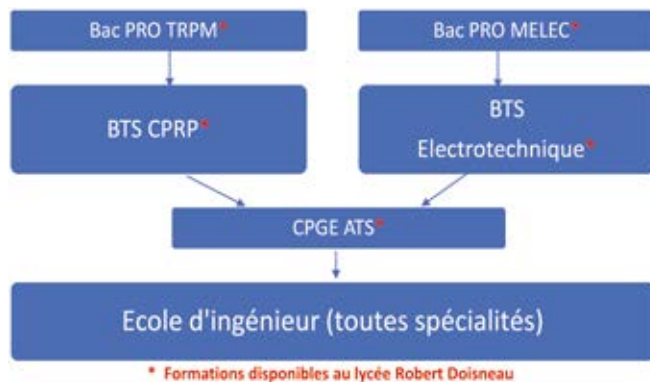 Bac PRO TRPM*
Bac PRO MELEC*
BTS CPRP*
BTS
Electrotechnique*
CPGE ATS*
Ecole d'ingénieur (toutes spécialités)
* Formations disponibles au lycée Robert Doisneau